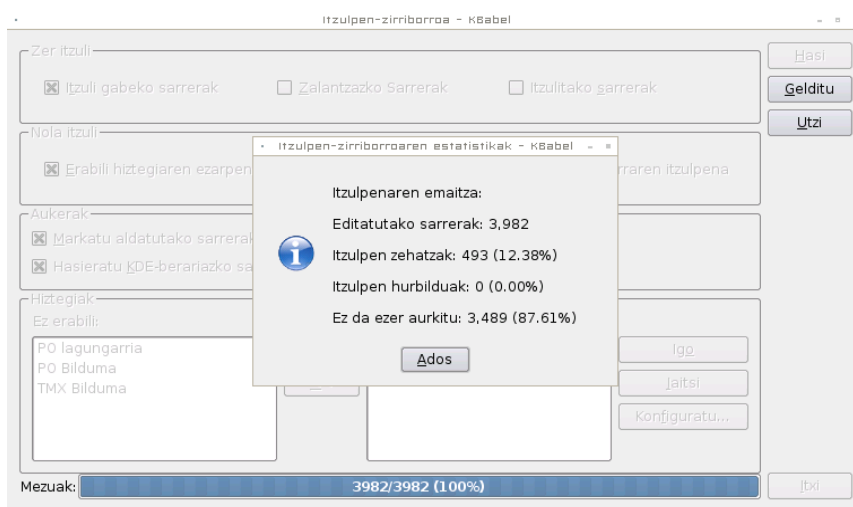 Itzulpen-zirriborroa - KBabel
Zer itzuli
Itzuli gabeko sarrerak
Zalantzazko Sarrerak
Itzulitako sarrerak
Hasi
Gelditu
Utzi
Nola itzuli
Erabili hiztegiaren ezarpen
rraren itzulpena
Itzulpen-zirriborroaren estatistikak - KBabel
Itzulpenaren emaitza:
Editatutako sarrerak: 3,982
Itzulpen zehatzak: 493 (12.38%)
Itzulpen hurbilduak: 0 (0.00%)
Ez da ezer aurkitu: 3,489 (87.61%)
Ados
Aukerak
Markatu aldatutako sarrerak
Hasieratu KDE-berariazko sa
Hiztegiak
Ez erabili:
PO lagungarria
PO Bilduma
TMX Bilduma
Igo
Jaitsi
Konfiguratu...
Mezuak:
3982/3982 (100%)
Itxi